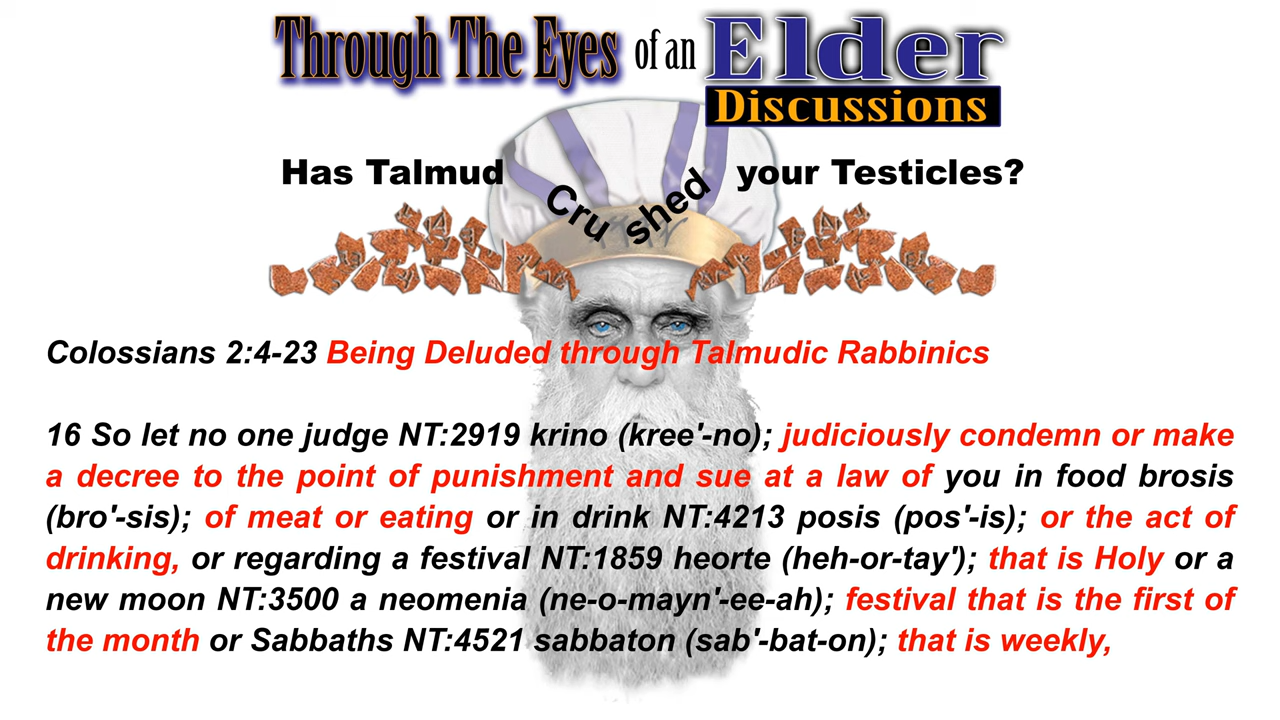 Through The Eyes of an Elder
Discussions
Has Talmud Crushed your Testicles?
Colossians 2:4-23 Being Deluded through Talmudic Rabbinics
16 So let no one judge NT:2919 krino (kree'-no); judiciously condemn or make
a decree to the point of punishment and sue at a law of you in food brosis
(bro'-sis); of meat or eating or in drink NT:4213 posis (pos'-is); or the act of
drinking, or regarding a festival NT:1859 heorte (heh-or-tay'); that is Holy or a
new moon NT:3500 a neomenia (ne-o-mayn'-ee-ah); festival that is the first of
the month or Sabbaths NT:4521 sabbaton (sab'-bat-on); that is weekly,